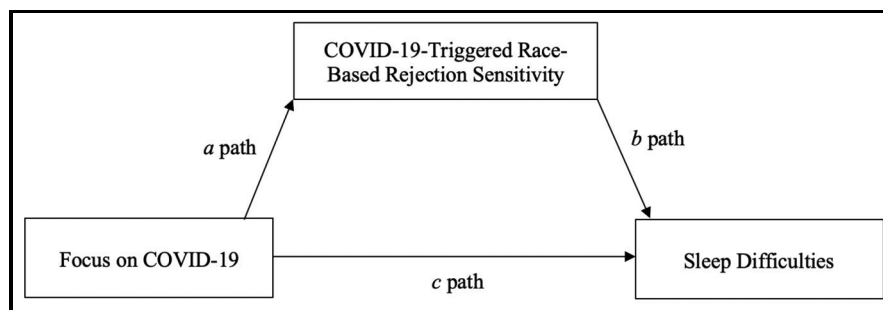 COVID-19-Triggered Race-
Based Rejection Sensitivity
a path
b path
Focus on COVID-19
Sleep Difficulties
c path